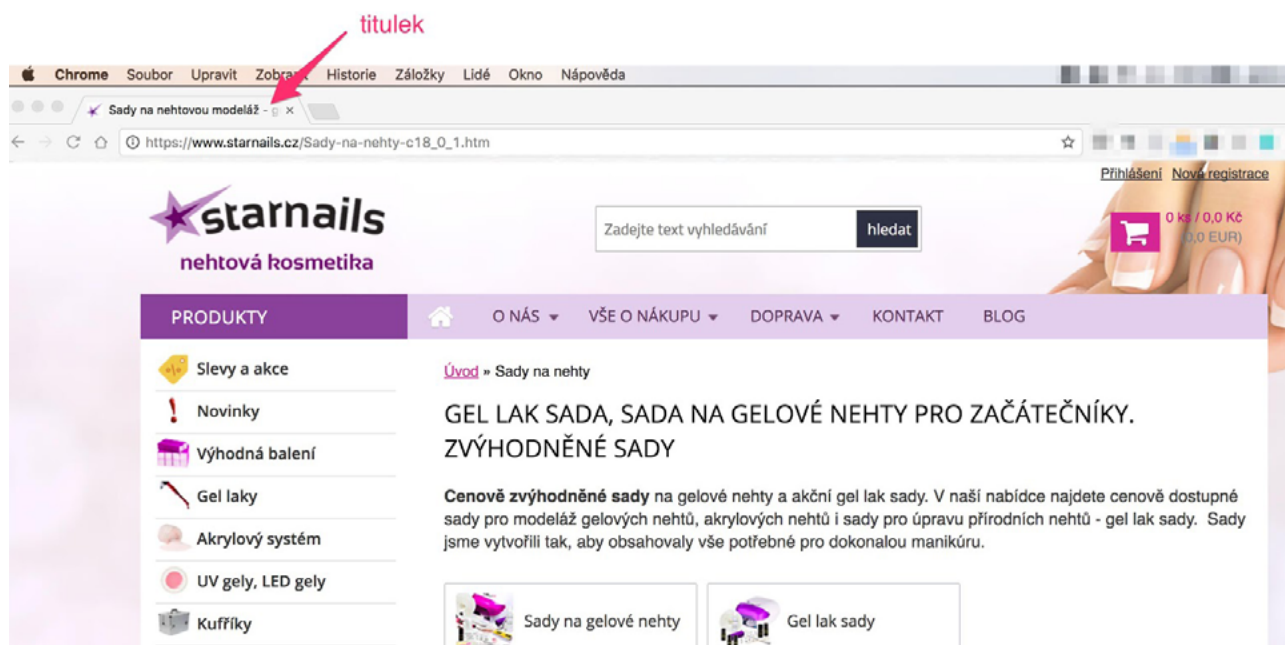 titulek
Chrome Soubor Upravit Historie Záložky Lidé Okno Nápověda
Sady na nehtovou modeláž - g
https://www.starnails.cz/Sady-na-nehty-c18_0_1.htm
Přihlášení Nová registrace
starnails
nehtová kosmetika
Zadejte text vyhledávání hledat
0 ks / 0,0 Kč
(0,0 EUR)
PRODUKTY O NÁS VŠE O NÁKUPU DOPRAVA KONTAKT BLOG
Slevy a akce
Novinky
Výhodná balení
Gel laky
Akrylový systém
UV gely, LED gely
Kufříky
Úvod » Sady na nehty
GEL LAK SADA, SADA NA GELOVÉ NEHTY PRO ZAČÁTEČNÍKY.
ZVÝHODNĚNÉ SADY
Cenově zvýhodněné sady na gelové nehty a akční gel lak sady. V naší nabídce najdete cenově dostupné
sady pro modeláž gelových nehtů, akrylových nehtů i sady pro úpravu přírodních nehtů - gel lak sady. Sady
jsme vytvořili tak, aby obsahovaly vše potřebné pro dokonalou manikúru.
Sady na gelové nehty
Gel lak sady